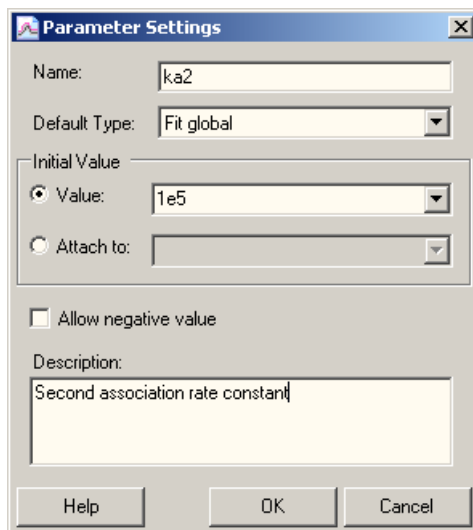 Parameter Settings
Name: ka2
Default Type: Fit global
Initial Value
Value: 1e5
Attach to:
Allow negative value
Description:
Second association rate constant
Help OK Cancel